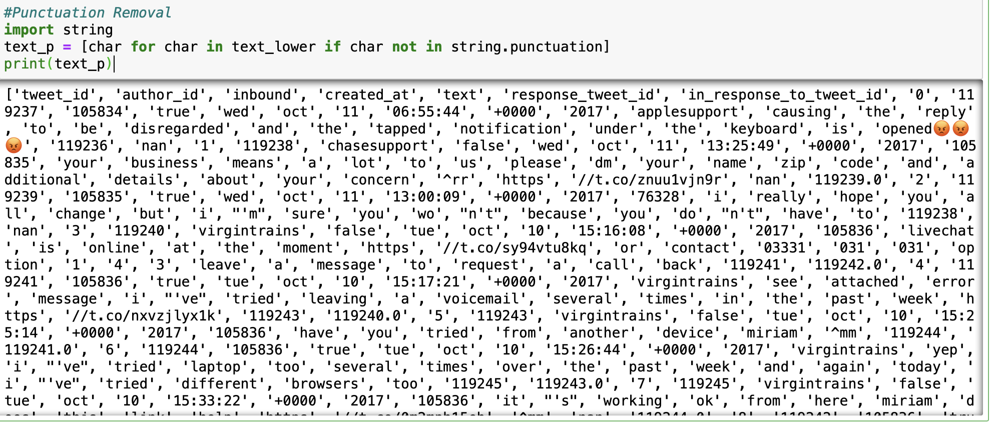 #Punctuation Removal
import string
text_p = [char for char in text_lower if char not in string.punctuation]
print(text_p)
['tweet_id', 'author_id', 'inbound', 'created_at', 'text', 'response_tweet_id', 'in_response_to_tweet_id', '0', '11
9237', '105834', 'true', 'wed', 'oct', '11', '06:55:44', '+0000', '2017', 'applesupport', 'causing', 'the', 'reply'
, 'to', 'be', 'disregarded', 'and', 'the', 'tapped', 'notification', 'under', 'the', 'keyboard', 'is', 'opened😡😡
😡', '119236', 'nan', '1', '119238', 'chasesupport', 'false', 'wed', 'oct', '11', '13:25:49', '+0000', '2017', '105
835', 'your', 'business', 'means', 'a', 'lot', 'to', 'us', 'please', 'dm', 'your', 'name', 'zip', 'code', 'and', 'a
dditional', 'details', 'about', 'your', 'concern', '^rr', 'https', '//t.co/znuu1vjn9r', 'nan', '119239.0', '2', '11
9239', '105835', 'true', 'wed', 'oct', '11', '13:00:09', '+0000', '2017', '76328', 'i', 'really', 'hope', 'you', 'a
ll', 'change', 'but', 'i', "'m", 'sure', 'you', 'wo', "n't", 'because', 'you', 'do', "n't", 'have', 'to', '119238',
'nan', '3', '119240', 'virgintrains', 'false', 'tue', 'oct', '10', '15:16:08', '+0000', '2017', '105836', 'livechat
', 'is', 'online', 'at', 'the', 'moment', 'https', '//t.co/sy94vtu8kq', 'or', 'contact', '03331', '031', '031', 'op
tion', '1', '4', '3', 'leave', 'a', 'message', 'to', 'request', 'a', 'call', 'back', '119241', '119242.0', '4', '11
9241', '105836', 'true', 'tue', 'oct', '10', '15:17:21', '+0000', '2017', 'virgintrains', 'see', 'attached', 'error
', 'message', 'i', "'ve", 'tried', 'leaving', 'a', 'voicemail', 'several', 'times', 'in', 'the', 'past', 'week', 'h
ttps', '//t.co/nxvzjlyx1k', '119243', '119240.0', '5', '119243', 'virgintrains', 'false', 'tue', 'oct', '10', '15:2
5:14', '+0000', '2017', '105836', 'have', 'you', 'tried', 'from', 'another', 'device', 'miriam', '^mm', '119244', '
119241.0', '6', '119244', '105836', 'true', 'tue', 'oct', '10', '15:26:44', '+0000', '2017', 'virgintrains', 'yep',
'i', "'ve", 'tried', 'laptop', 'too', 'several', 'times', 'over', 'the', 'past', 'week', 'and', 'again', 'today', '
i', "'ve", 'tried', 'different', 'browsers', 'too', '119245', '119243.0', '7', '119245', 'virgintrains', 'false', '
tue', 'oct', '10', '15:33:22', '+0000', '2017', '105836', 'it', "'s", 'working', 'ok', 'from', 'here', 'miriam', 'd